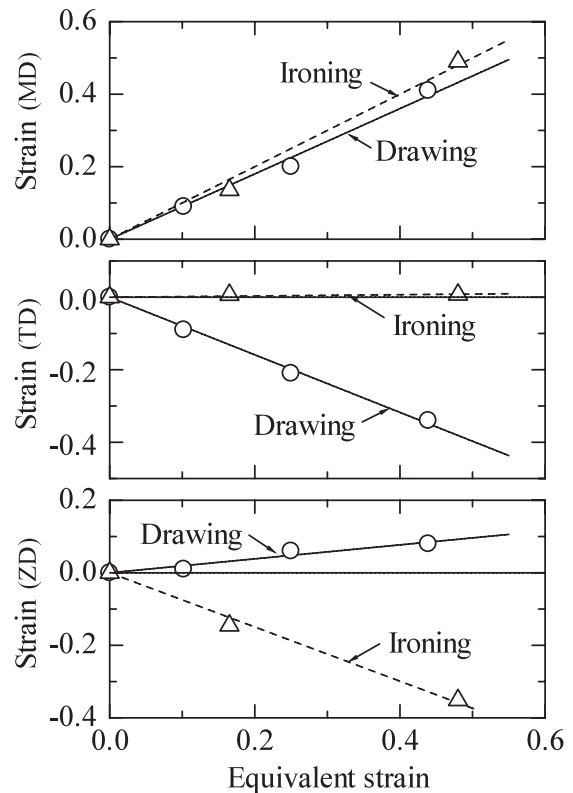 0.6
0.4
0.2
0.0
Strain (MD)
Ironing
Drawing
0.0
-0.2
-0.4
Strain (TD)
Ironing
Drawing
0.2
0.0
-0.2
-0.4
Strain (ZD)
Drawing
Ironing
0.0 0.2 0.4 0.6
Equivalent strain